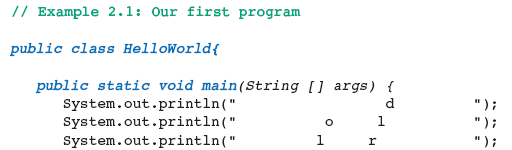 // Example 2.1: Our first program
public class HelloWorld{
public static void main(String [] args) {
System.out.println("                  d         ");
System.out.println("           o     l          ");
System.out.println("          l     r           ");